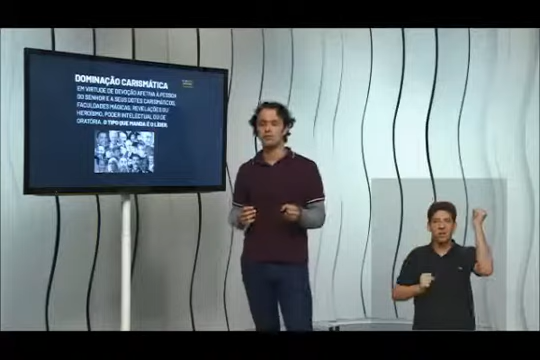 DOMINAÇÃO CARISMÁTICA
EM VIRTUDE DE DEVOÇÃO AFETIVA À PESSOA
DO SENHOR E A SEUS DOTES CARISMÁTICOS,
FACULDADES MÁGICAS, REVELAÇÕES OU
HEROÍSMO, PODER INTELECTUAL OU DE
ORATÓRIA. O TIPO QUE MANDA É O LÍDER.